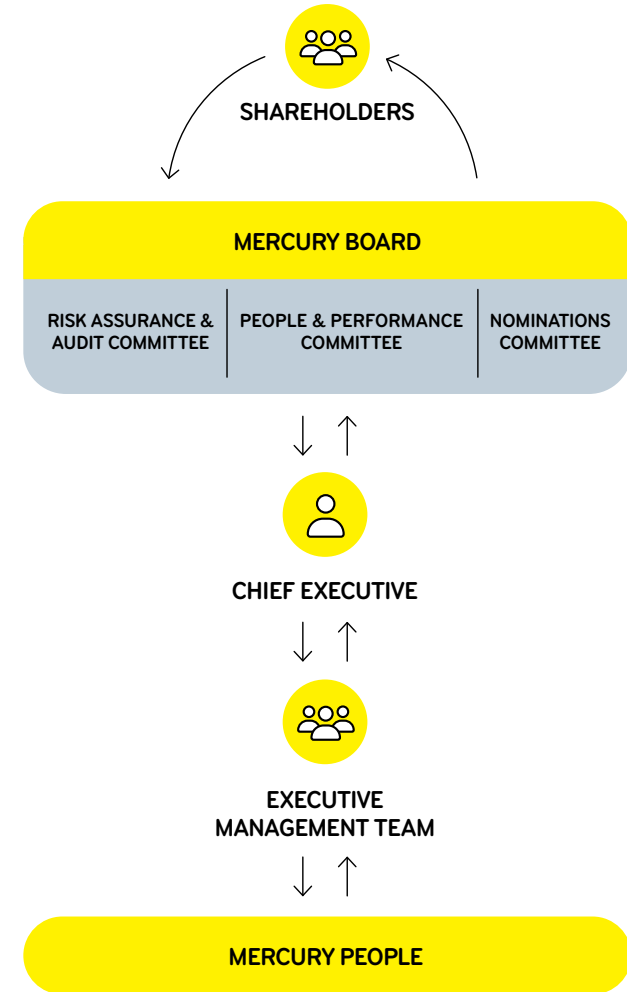 SHAREHOLDERS
MERCURY BOARD
RISK ASSURANCE &
AUDIT COMMITTEE
PEOPLE & PERFORMANCE
COMMITTEE
NOMINATIONS
COMMITTEE
CHIEF EXECUTIVE
EXECUTIVE
MANAGEMENT TEAM
MERCURY PEOPLE